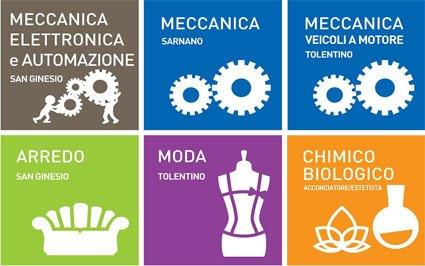 MECCANICA
ELETTRONICA
e AUTOMAZIONE
SAN GINESIO
MECCANICA
SARNANO
MECCANICA
VEICOLI A MOTORE
TOLENTINO
ARREDO
SAN GINESIO
MODA
TOLENTINO
CHIMICO
BIOLOGICO
ACCONCIATORE/ESTETISTA